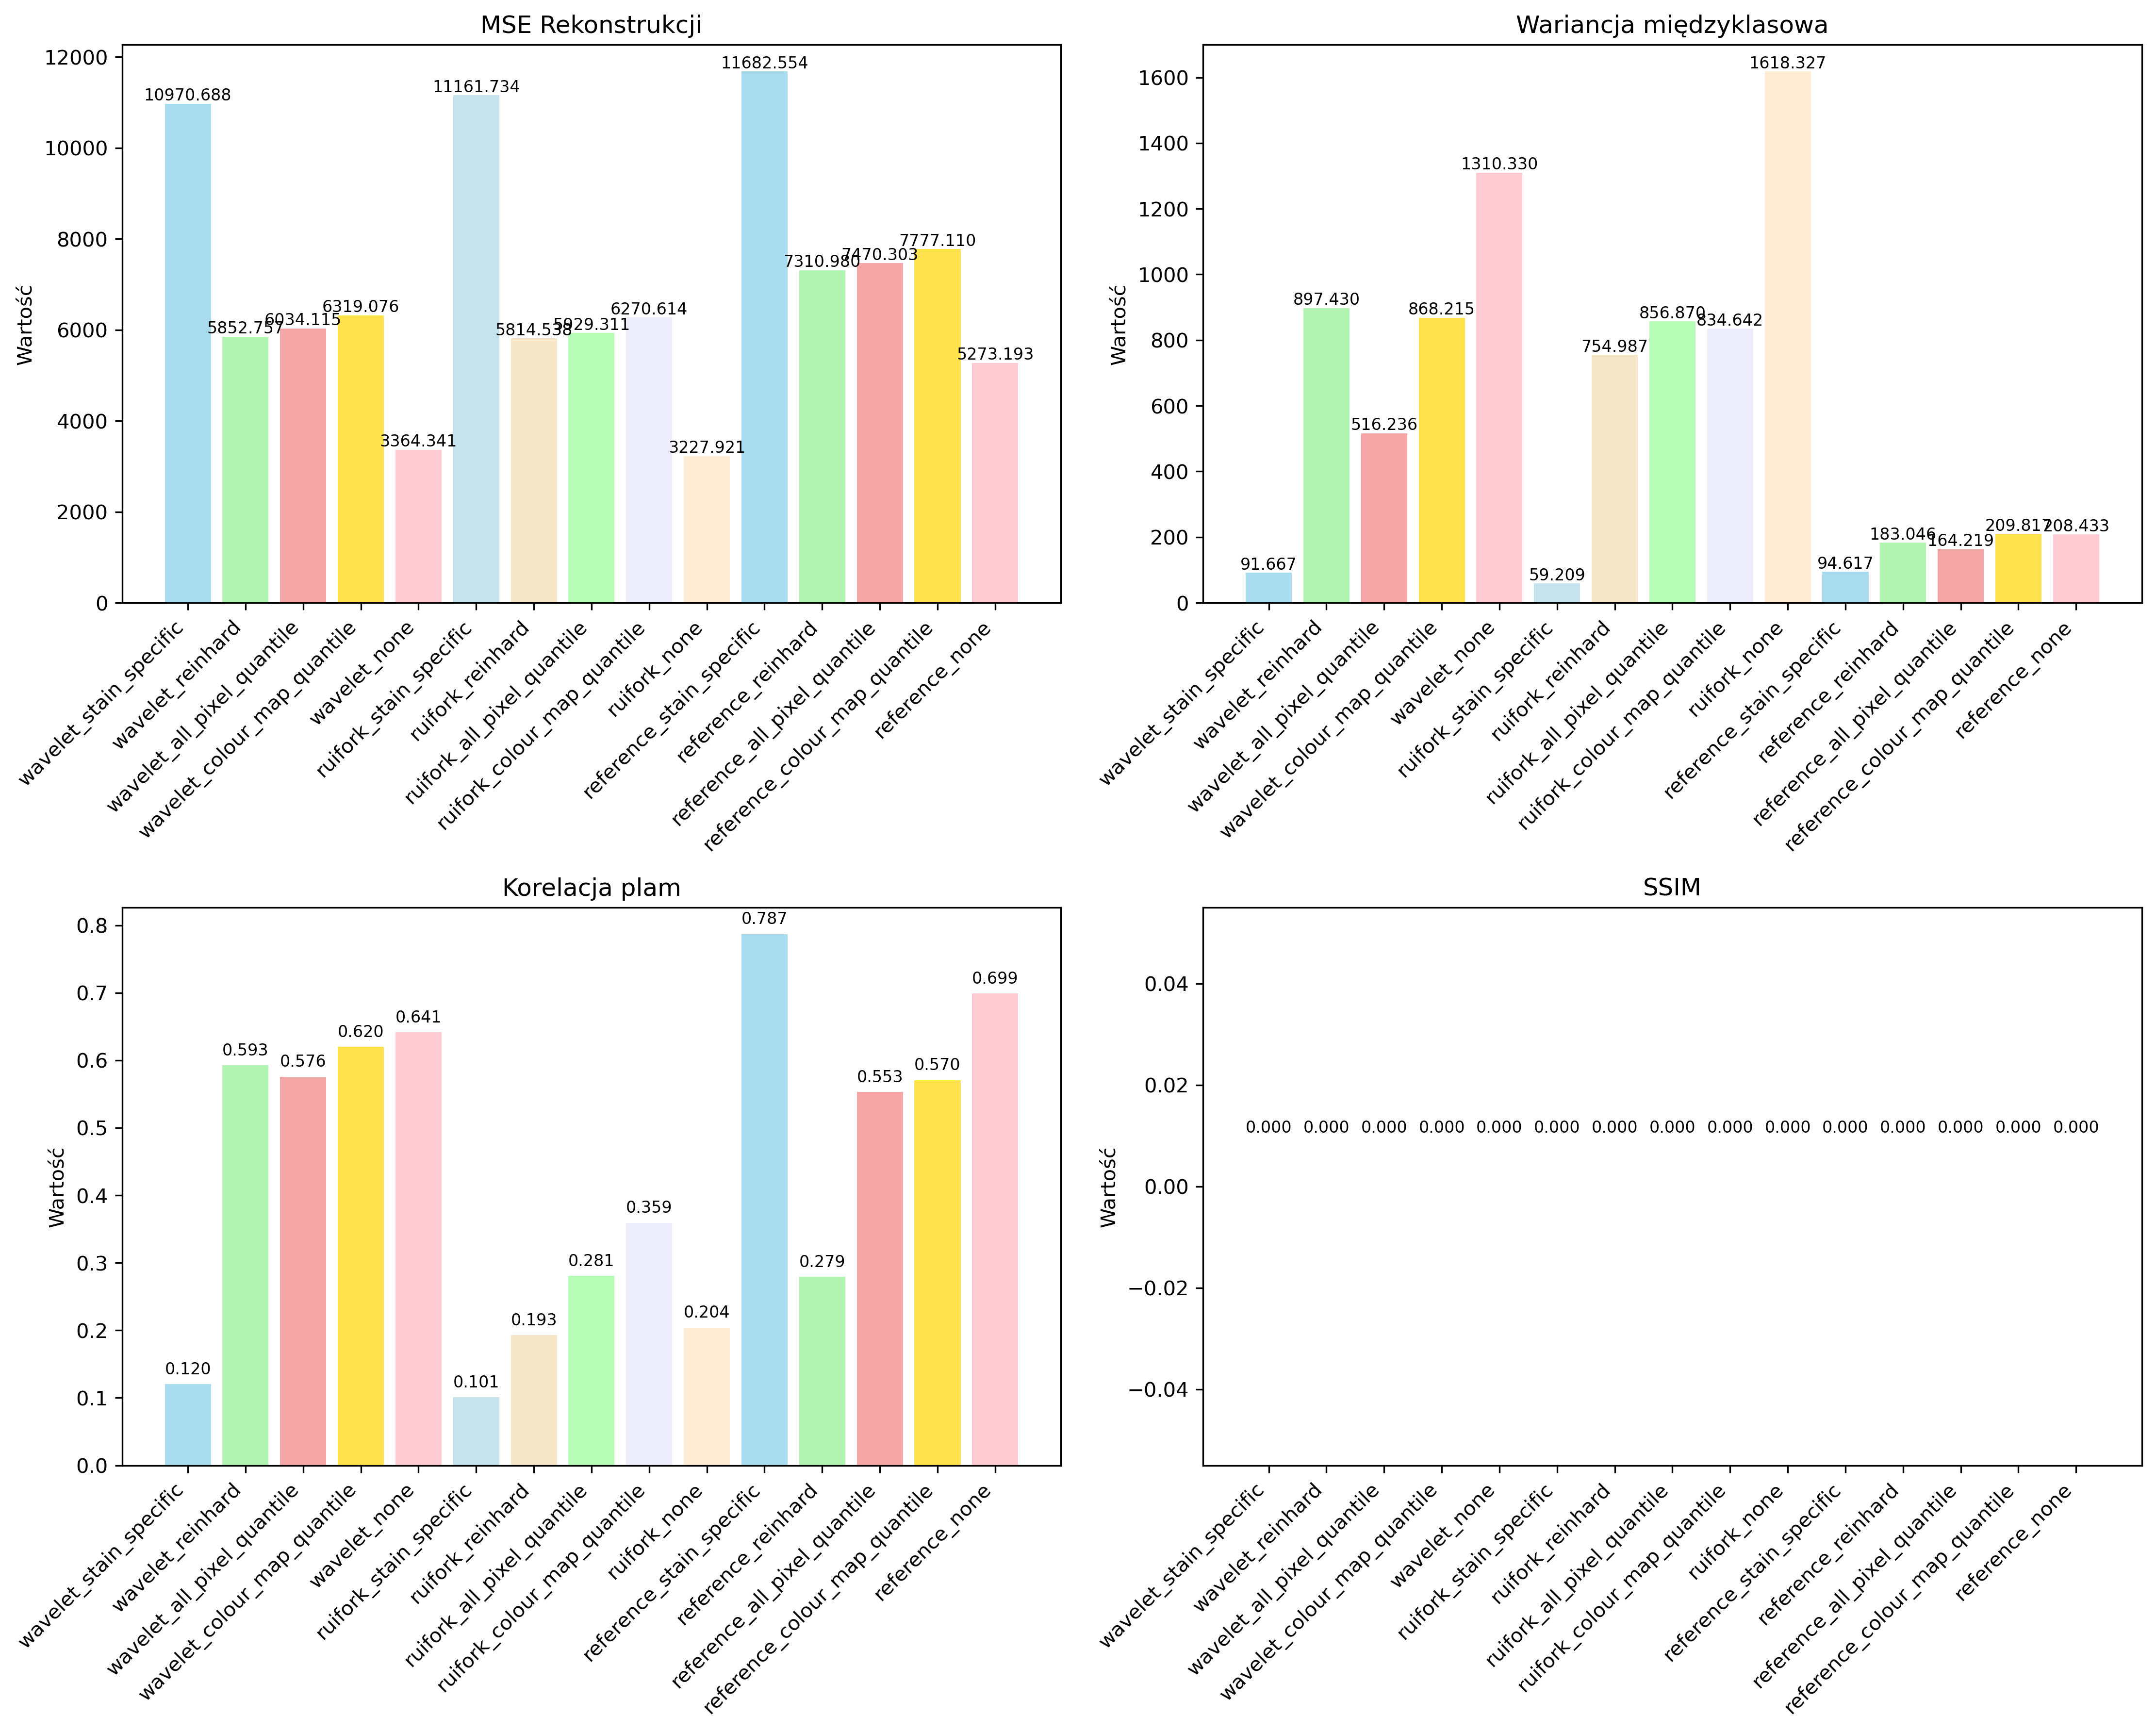 MSE Rekonstrukcji
Wartość
12000
10000
8000
6000
4000
2000
0
10970.688
5852.757
6034.115
6319.076
3364.341
11161.734
5814.538
5929.311
6270.614
3227.921
11682.554
7310.980
7470.303
7777.110
5273.193
wavelet_stain_specific
wavelet_reinhard
wavelet_all_pixel_quantile
wavelet_colour_map_quantile
wavelet_none
ruifork_stain_specific
ruifork_reinhard
ruifork_all_pixel_quantile
ruifork_colour_map_quantile
ruifork_none
reference_stain_specific
reference_reinhard
reference_all_pixel_quantile
reference_colour_map_quantile
reference_none
Wariancja międzyklasowa
Wartość
1600
1400
1200
1000
800
600
400
200
0
91.667
897.430
516.236
868.215
1310.330
59.209
754.987
856.870
834.642
1618.327
94.617
183.046
164.219
209.817
208.433
wavelet_stain_specific
wavelet_reinhard
wavelet_all_pixel_quantile
wavelet_colour_map_quantile
wavelet_none
ruifork_stain_specific
ruifork_reinhard
ruifork_all_pixel_quantile
ruifork_colour_map_quantile
ruifork_none
reference_stain_specific
reference_reinhard
reference_all_pixel_quantile
reference_colour_map_quantile
reference_none
Korelacja plam
Wartość
0.8
0.7
0.6
0.5
0.4
0.3
0.2
0.1
0.0
0.120
0.593
0.576
0.620
0.641
0.101
0.193
0.281
0.359
0.204
0.787
0.279
0.553
0.570
0.699
wavelet_stain_specific
wavelet_reinhard
wavelet_all_pixel_quantile
wavelet_colour_map_quantile
wavelet_none
ruifork_stain_specific
ruifork_reinhard
ruifork_all_pixel_quantile
ruifork_colour_map_quantile
ruifork_none
reference_stain_specific
reference_reinhard
reference_all_pixel_quantile
reference_colour_map_quantile
reference_none
SSIM
Wartość
0.04
0.02
0.00
−0.02
−0.04
0.000 0.000 0.000 0.000 0.000 0.000 0.000 0.000 0.000 0.000 0.000 0.000 0.000 0.000 0.000
wavelet_stain_specific
wavelet_reinhard
wavelet_all_pixel_quantile
wavelet_colour_map_quantile
wavelet_none
ruifork_stain_specific
ruifork_reinhard
ruifork_all_pixel_quantile
ruifork_colour_map_quantile
ruifork_none
reference_stain_specific
reference_reinhard
reference_all_pixel_quantile
reference_colour_map_quantile
reference_none